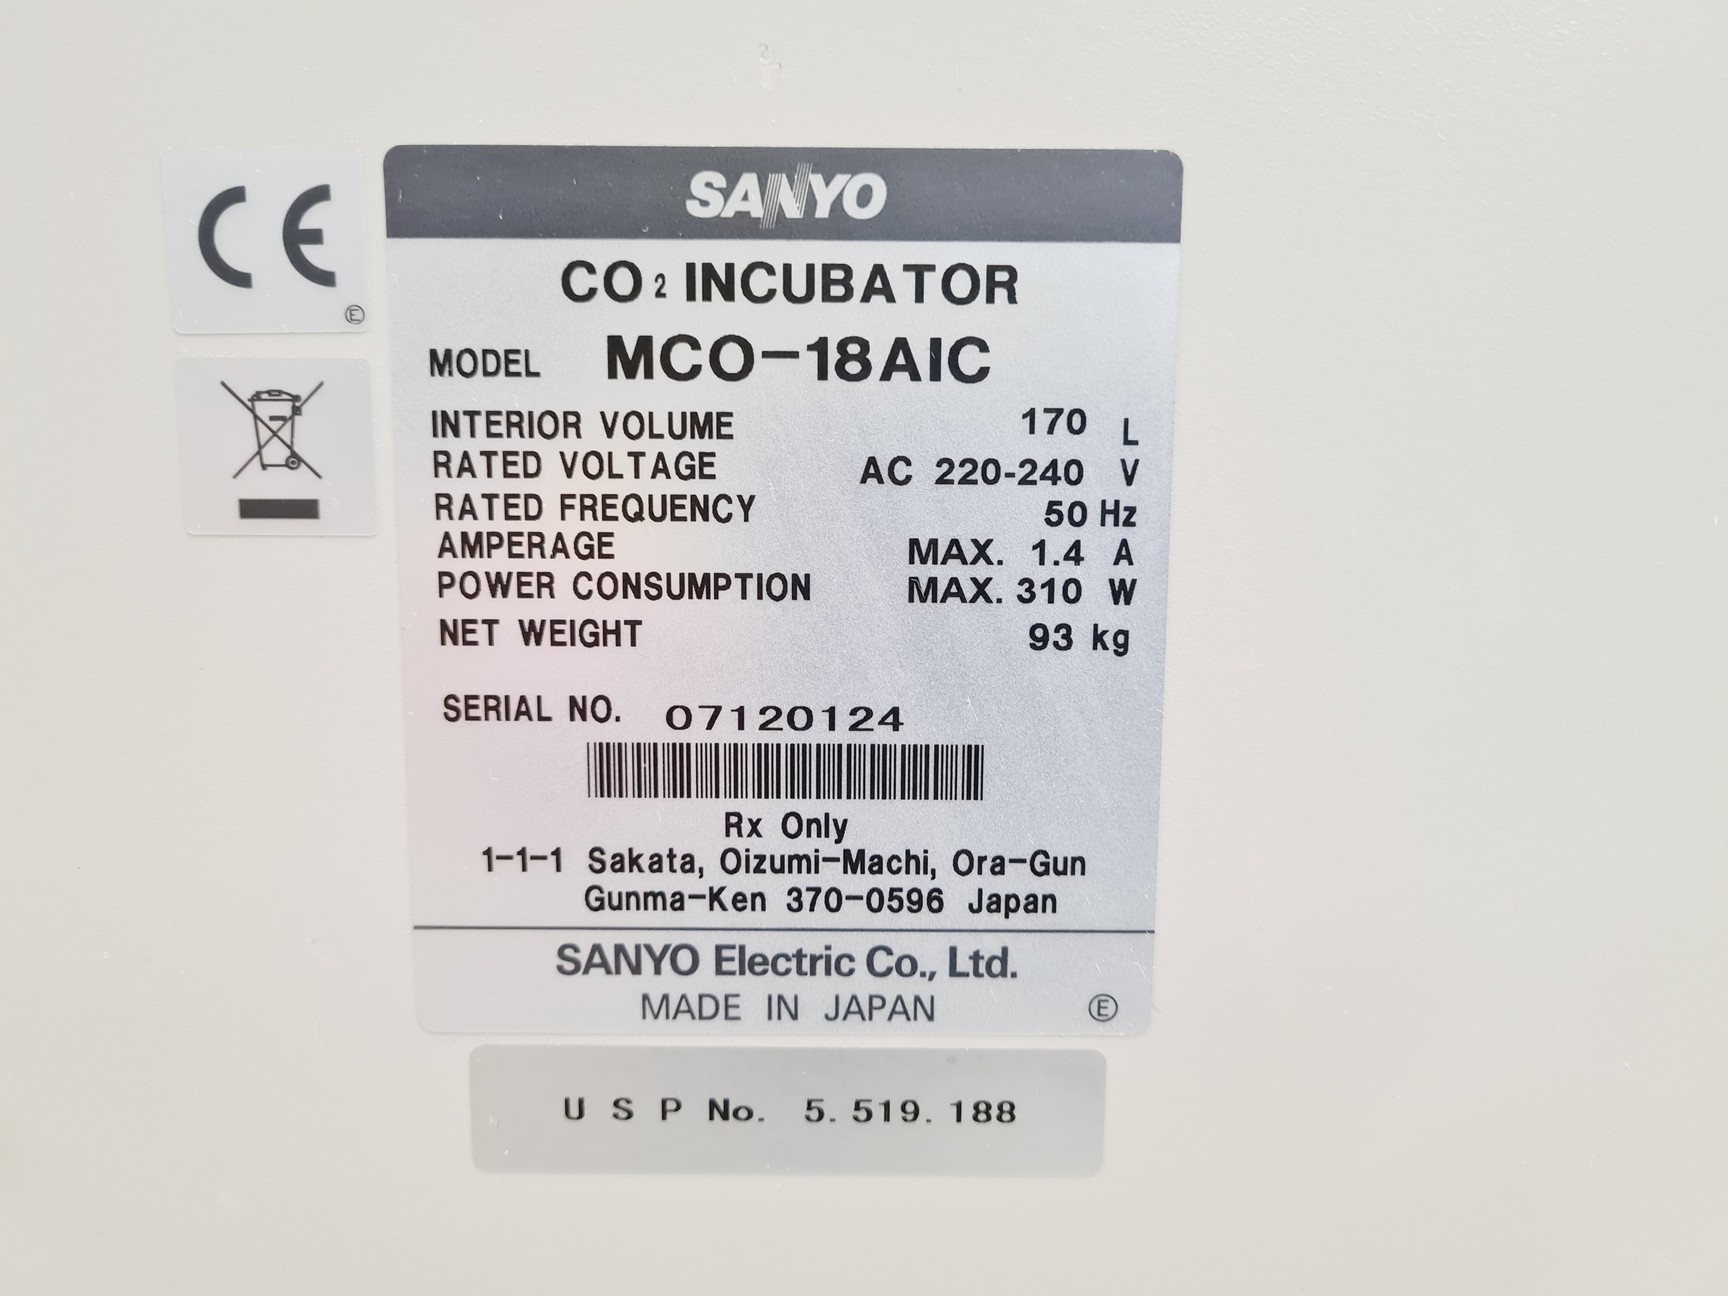 CE
Ⓔ
SANYO
CO₂ INCUBATOR
MODEL MCO-18AIC
INTERIOR VOLUME 170 L
RATED VOLTAGE AC 220-240 V
RATED FREQUENCY 50 Hz
AMPERAGE MAX. 1.4 A
POWER CONSUMPTION MAX. 310 W
NET WEIGHT 93 kg
SERIAL NO. 07120124
Rx Only
1-1-1 Sakata, Oizumi-Machi, Ora-Gun
Gunma-Ken 370-0596 Japan
SANYO Electric Co., Ltd.
MADE IN JAPAN Ⓔ
U S P No. 5. 519. 188